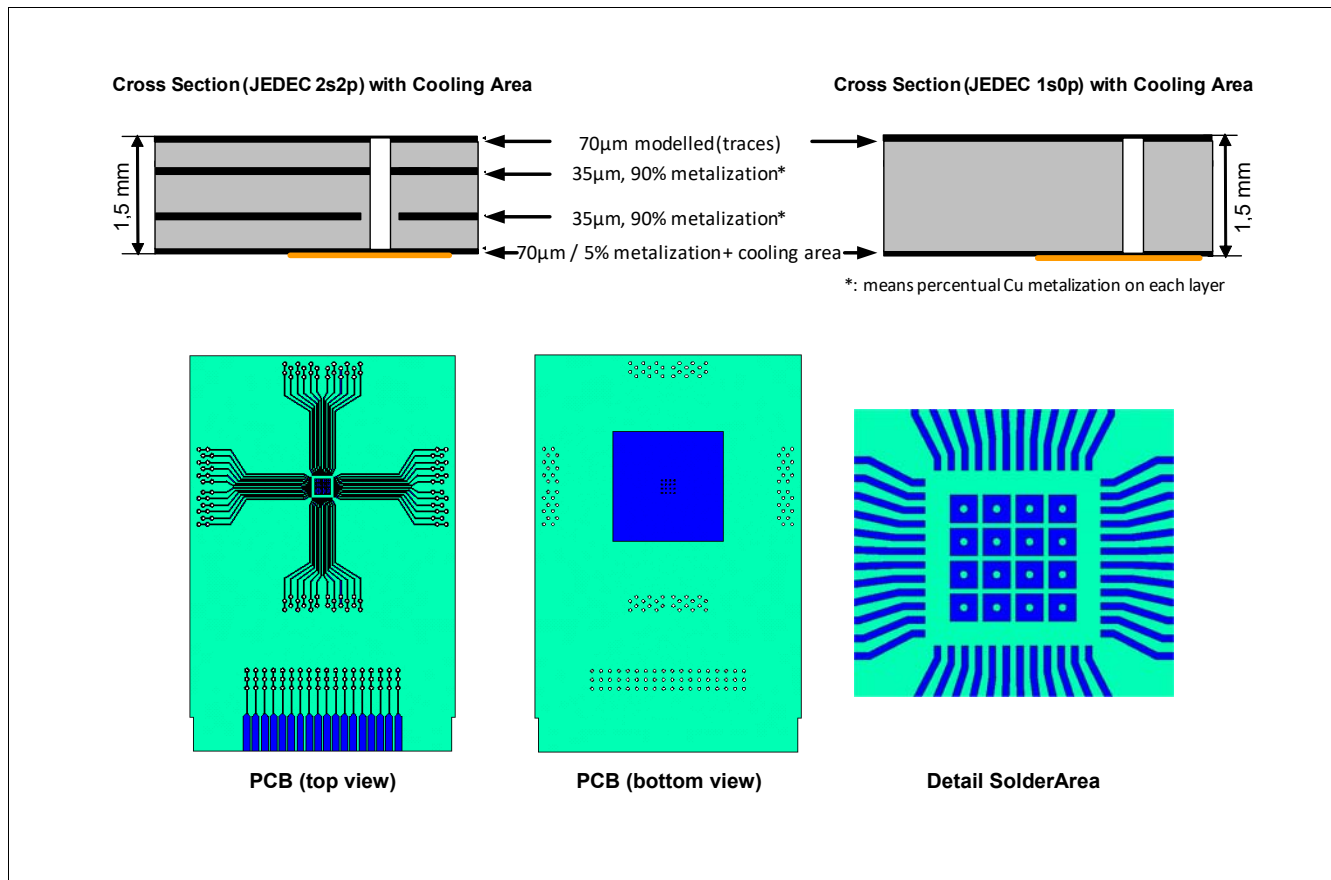 Cross Section (JEDEC 2s2p) with Cooling Area
Cross Section (JEDEC 1s0p) with Cooling Area
1,5 mm
70µm modelled (traces)
35µm, 90% metalization*
35µm, 90% metalization*
70µm / 5% metalization + cooling area
1,5 mm
*: means percentual Cu metalization on each layer
PCB (top view)
PCB (bottom view)
Detail SolderArea